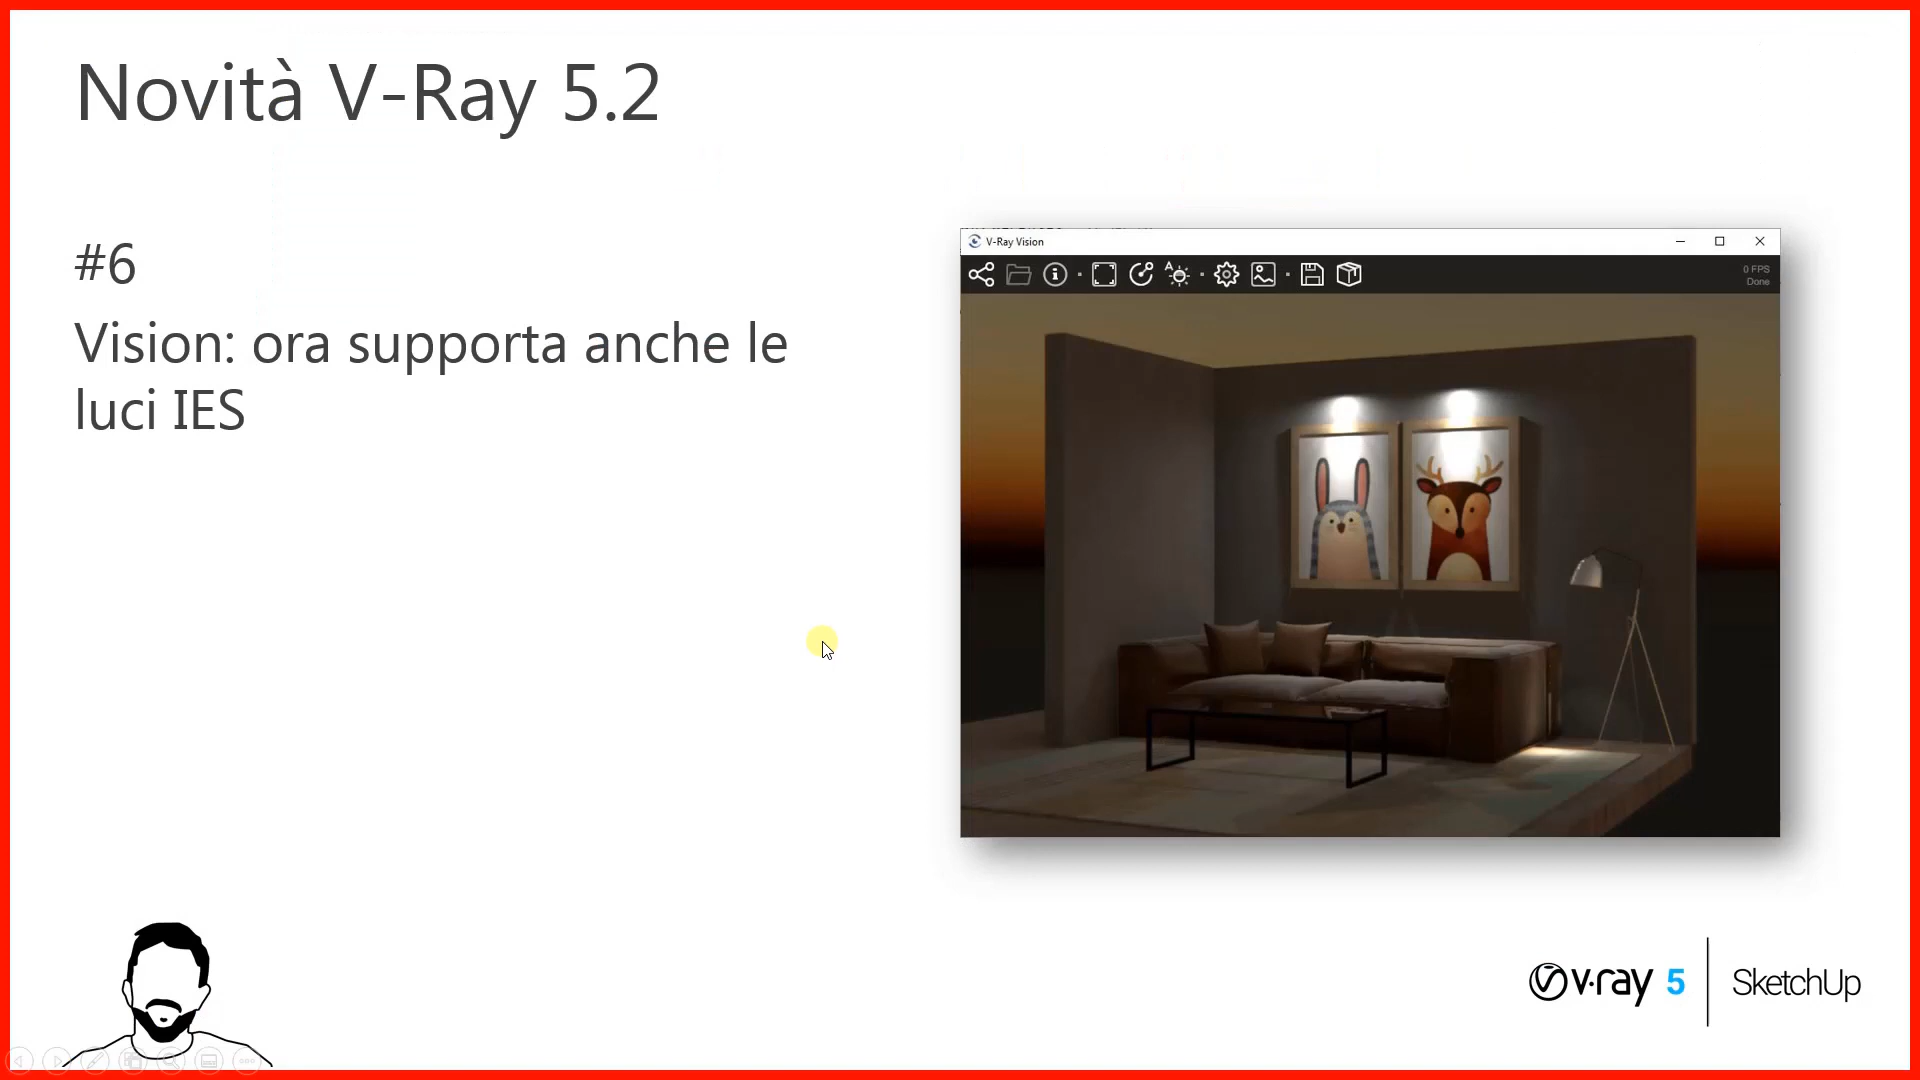 Novità V-Ray 5.2
#6
Vision: ora supporta anche le
luci IES
V-Ray Vision
0 FPS
Done
v·ray 5
SketchUp